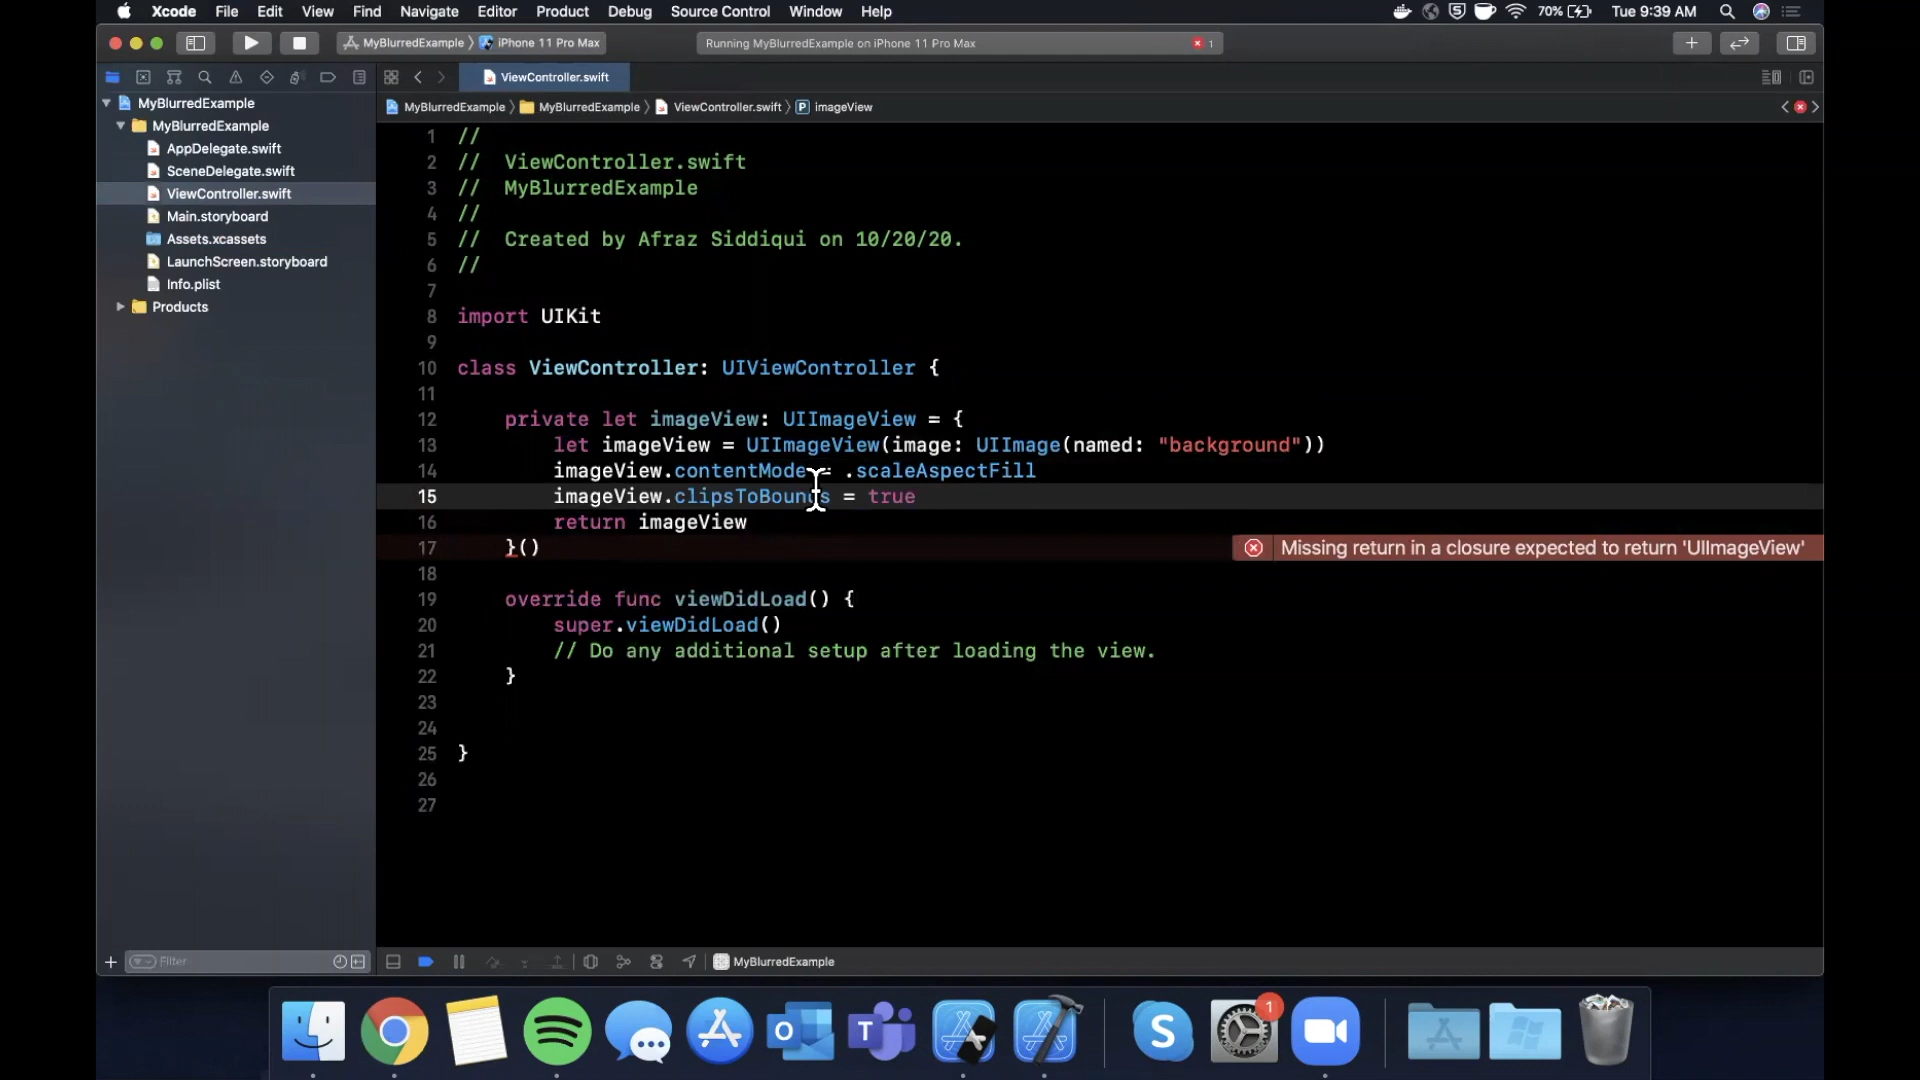 Xcode File Edit View Find Navigate Editor Product Debug Source Control Window Help 70% Tue 9:39 AM
MyBlurredExample iPhone 11 Pro Max Running MyBlurredExample on iPhone 11 Pro Max 1
ViewController.swift
MyBlurredExample MyBlurredExample ViewController.swift P imageView
MyBlurredExample
MyBlurredExample
AppDelegate.swift
SceneDelegate.swift
ViewController.swift
Main.storyboard
Assets.xcassets
LaunchScreen.storyboard
Info.plist
Products
1 //
2 // ViewController.swift
3 // MyBlurredExample
4 //
5 // Created by Afraz Siddiqui on 10/20/20.
6 //
7
8 import UIKit
9
10 class ViewController: UIViewController {
11
12 private let imageView: UIImageView = {
13 let imageView = UIImageView(image: UIImage(named: "background"))
14 imageView.contentMode = .scaleAspectFill
15 imageView.clipsToBounds = true
16 return imageView
17 }() Missing return in a closure expected to return 'UIImageView'
18
19 override func viewDidLoad() {
20 super.viewDidLoad()
21 // Do any additional setup after loading the view.
22 }
23
24
25 }
26
27
Filter MyBlurredExample
1